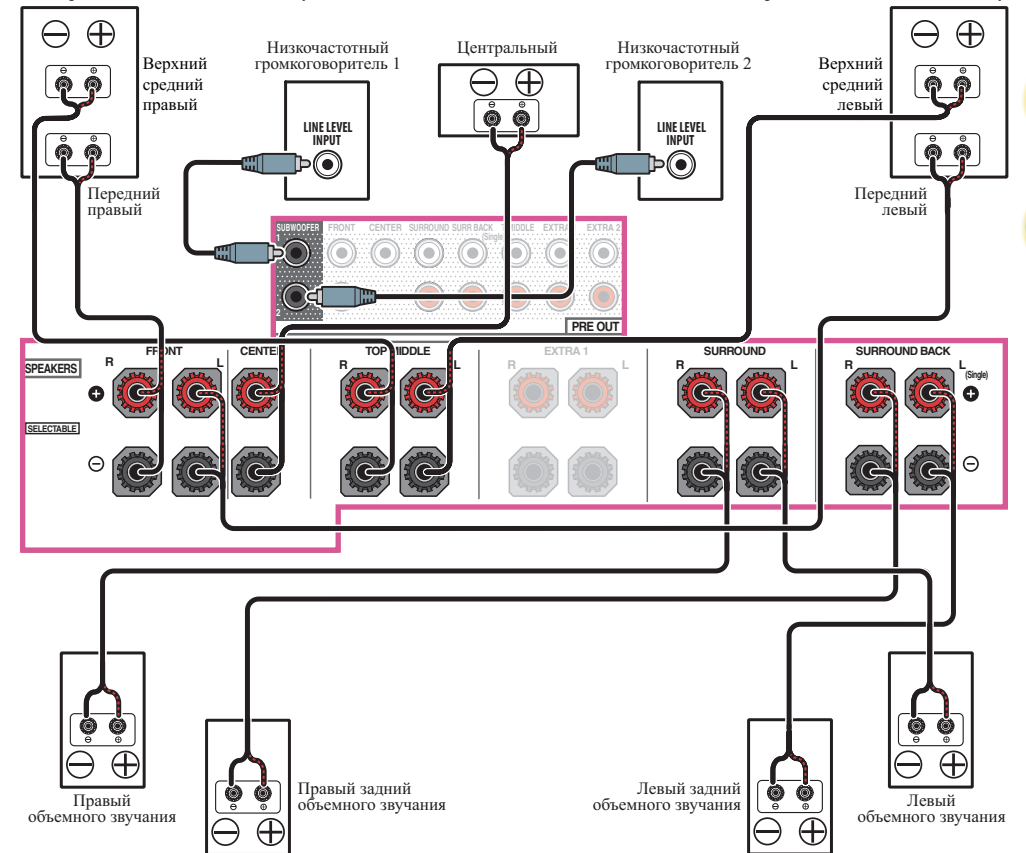 Верхний
средний
правый
Низкочастотный
громкоговоритель 1
Центральный
Низкочастотный
громкоговоритель 2
Верхний
средний
левый
LINE LEVEL
INPUT
LINE LEVEL
INPUT
Передний
правый
Передний
левый
SUBWOOFER
1
2
FRONT
CENTER
SURROUND
SURR BACK
(Single)
EXTRA 2
PRE OUT
SPEAKERS
SELECTABLE
FRONT
R
L
CENTER
TOP MIDDLE
R
L
EXTRA 1
R
L
SURROUND
R
L
SURROUND BACK
R
L
(Single)
Правый
объемного звучания
Правый задний
объемного звучания
Левый задний
объемного звучания
Левый
объемного звучания